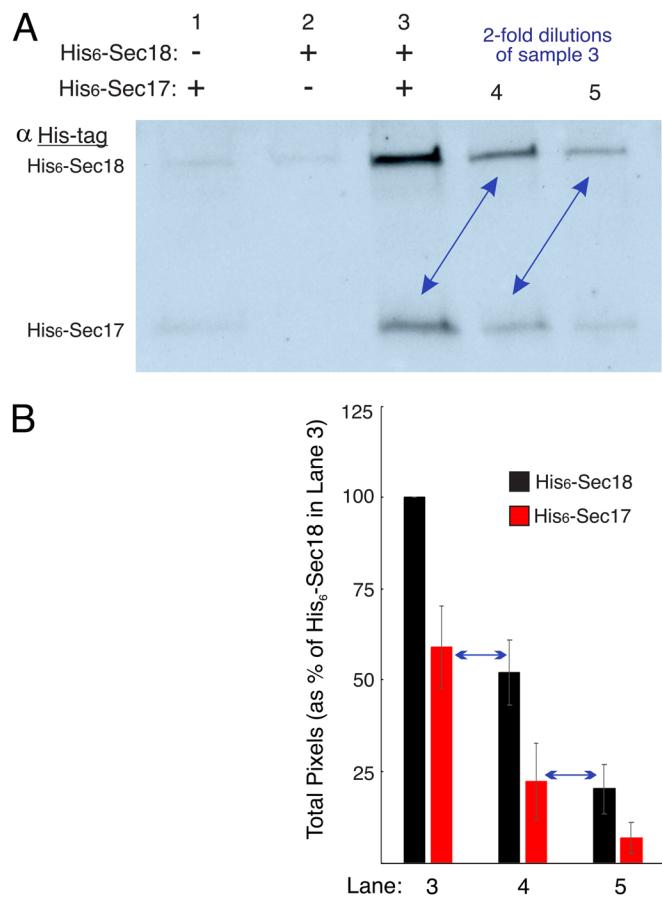 A
1 2 3
His6-Sec18: - + +
2-fold dilutions
of sample 3
His6-Sec17: + - + 4 5
α His-tag
His6-Sec18
His6-Sec17
B
Total Pixels (as % of His6-Sec18 in Lane 3)
125
100
75
50
25
His6-Sec18
His6-Sec17
Lane: 3 4 5